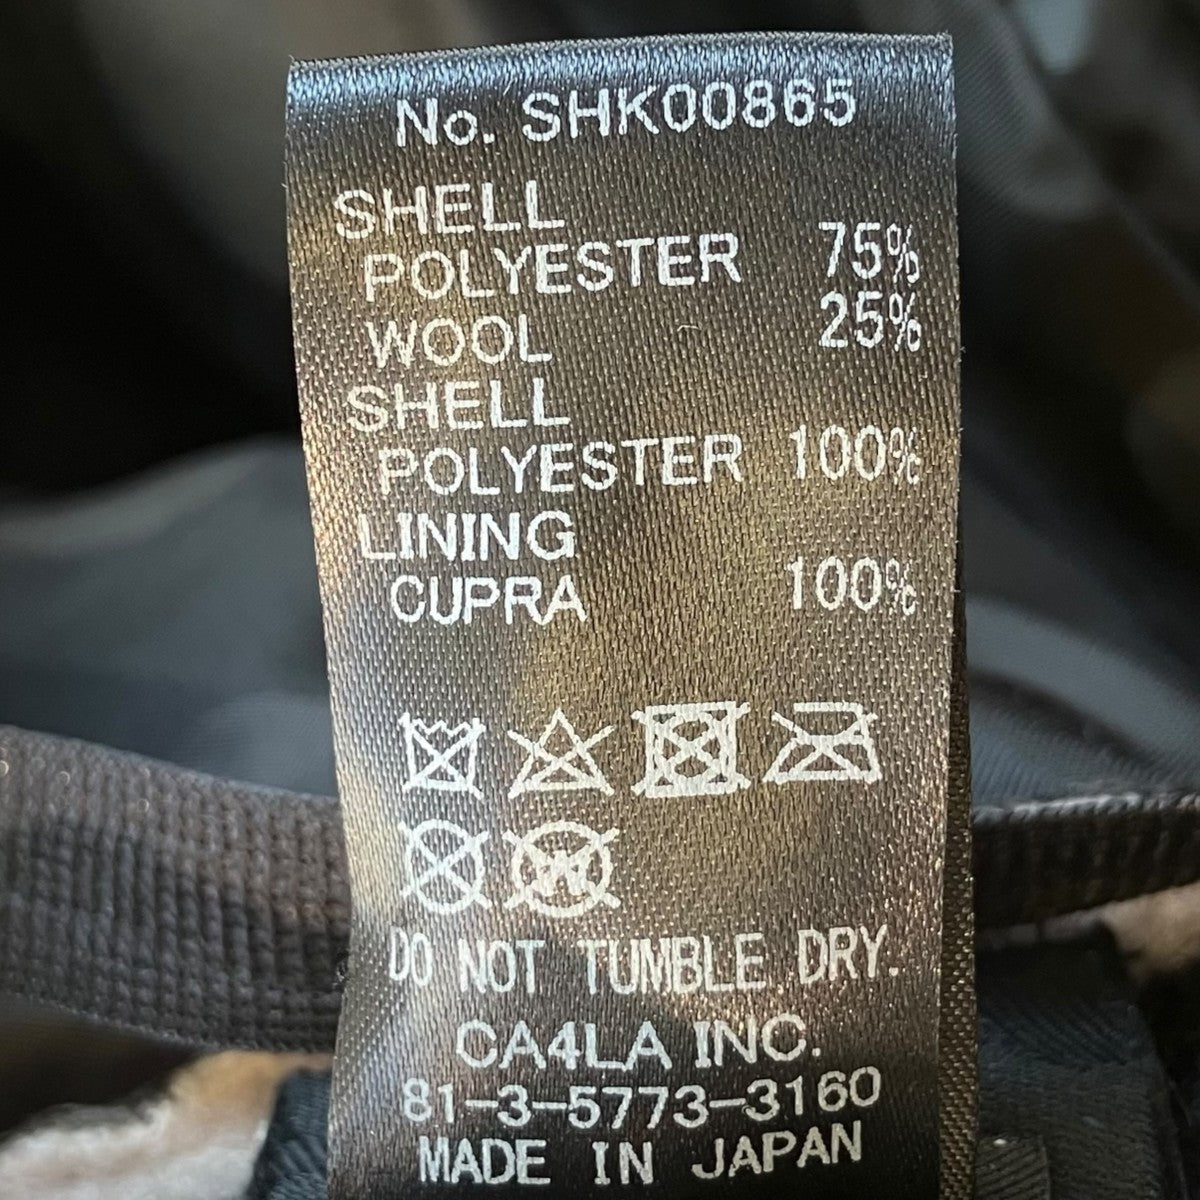 No. SHK00865
SHELL
POLYESTER 75%
WOOL 25%
SHELL
POLYESTER 100%
LINING
CUPRA 100%
W
DO NOT TUMBLE DRY.
CA4LA INC.
81-3-5773-3160
MADE IN JAPAN